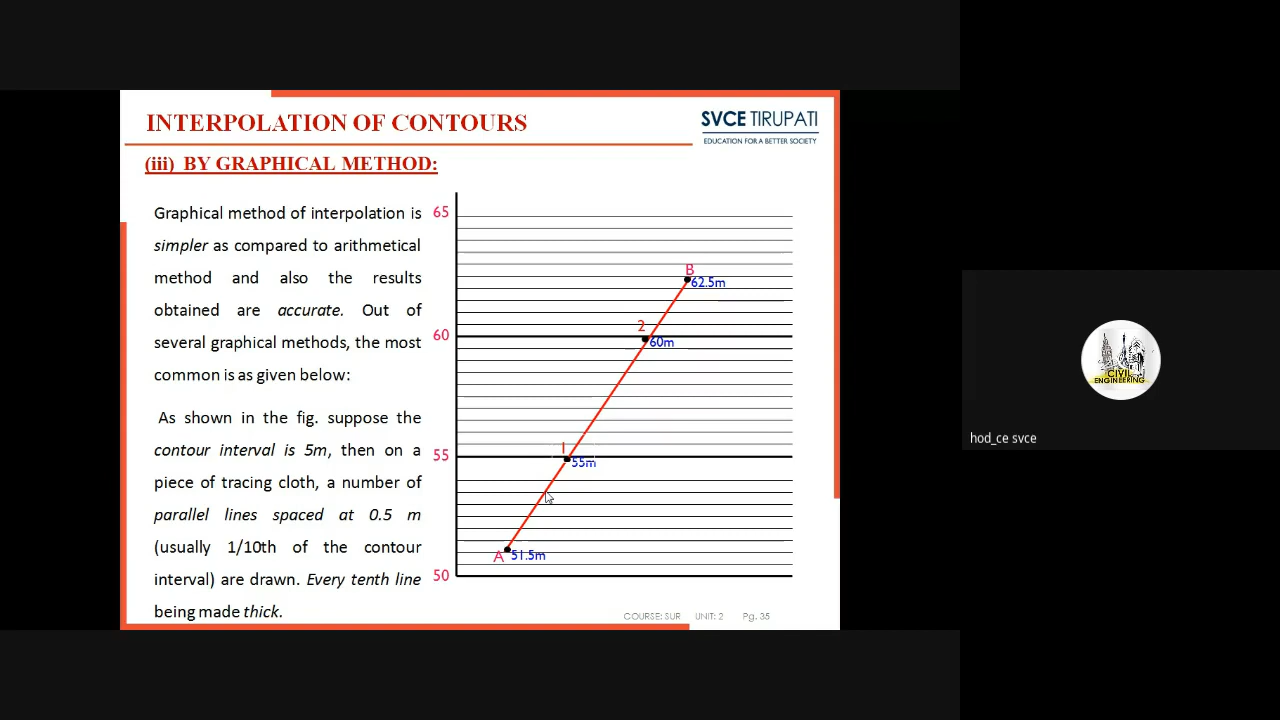 INTERPOLATION OF CONTOURS
SVCE TIRUPATI
EDUCATION FOR A BETTER SOCIETY
(iii) BY GRAPHICAL METHOD:
Graphical method of interpolation is
simpler as compared to arithmetical
method and also the results
obtained are accurate. Out of
several graphical methods, the most
common is as given below:
As shown in the fig. suppose the
contour interval is 5m, then on a
piece of tracing cloth, a number of
parallel lines spaced at 0.5 m
(usually 1/10th of the contour
interval) are drawn. Every tenth line
being made thick.
65
B
62.5m
2
60
60m
1
55
55m
A
51.5m
50
COURSE: SUR UNIT: 2 Pg. 35
CIVIL
ENGINEERING
hod_ce svce